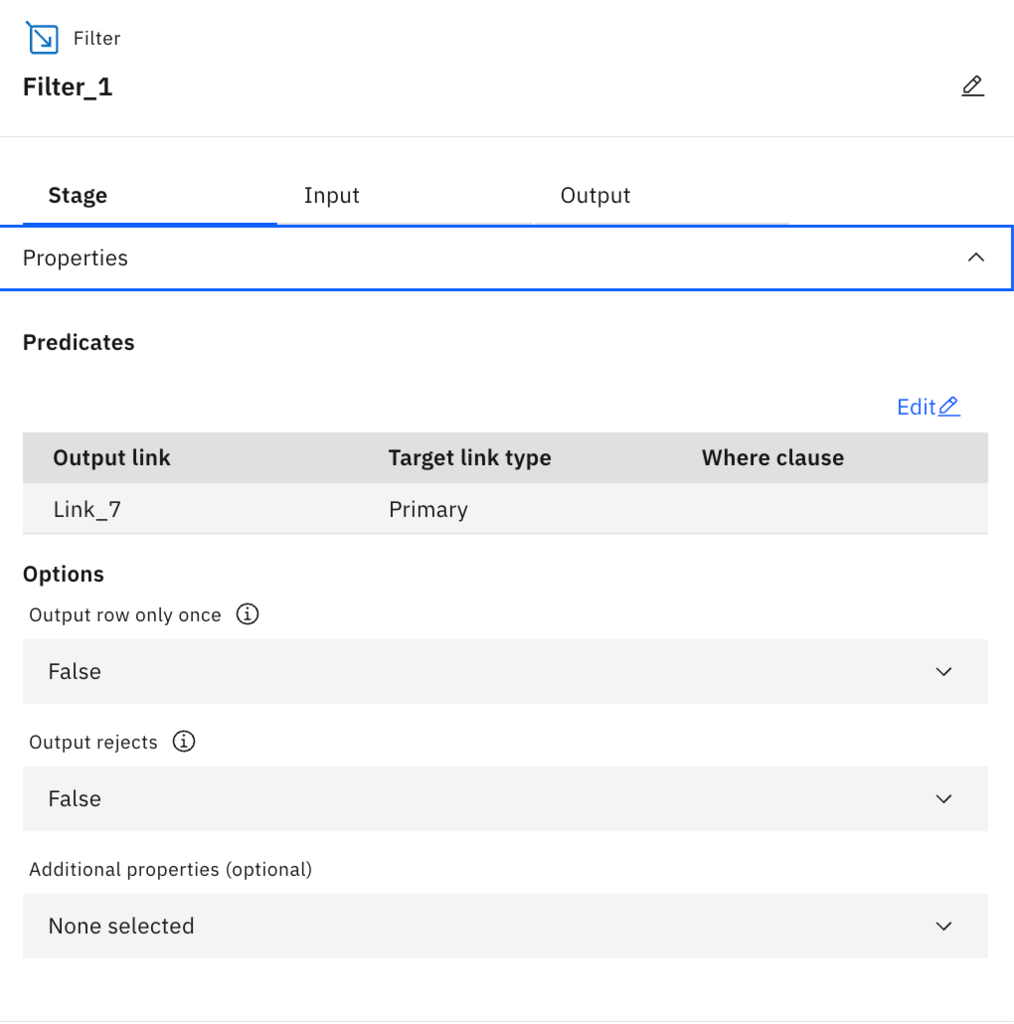 Filter
Filter_1
Stage Input Output
Properties
Predicates
Edit
Output link Target link type Where clause
Link_7 Primary
Options
Output row only once
False
Output rejects
False
Additional properties (optional)
None selected